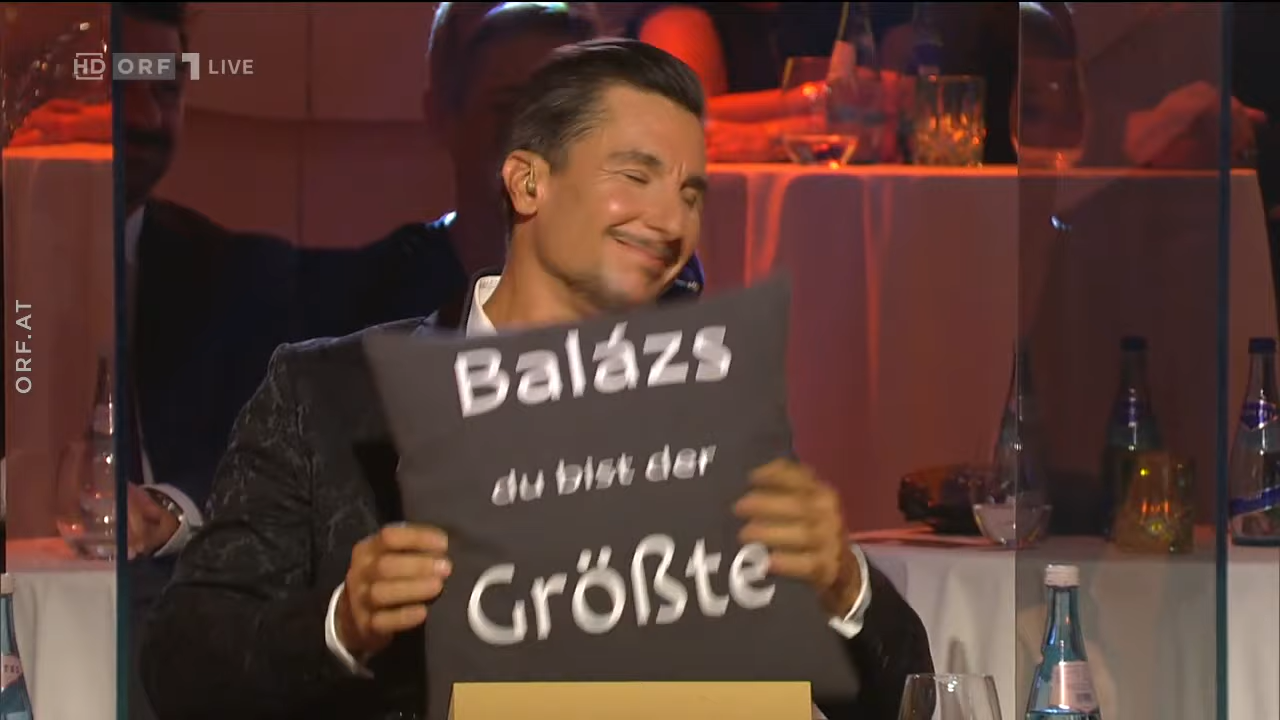 HD ORF 1 LIVE
ORF.AT
Balázs
du bist der
Größte